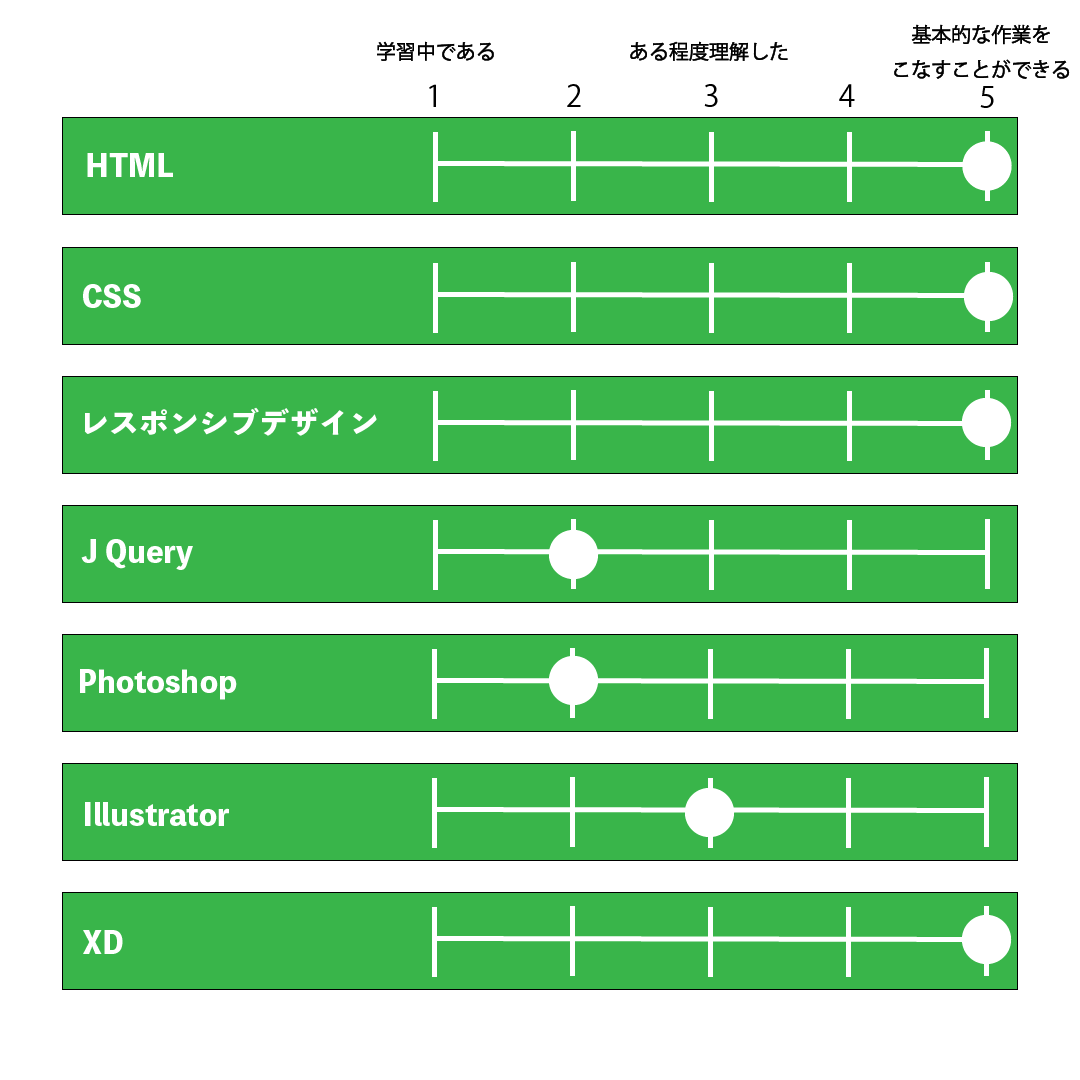 学習中である
ある程度理解した
基本的な作業を
こなすことができる
1 2 3 4 5
HTML
CSS
レスポンシブデザイン
J Query
Photoshop
Illustrator
XD